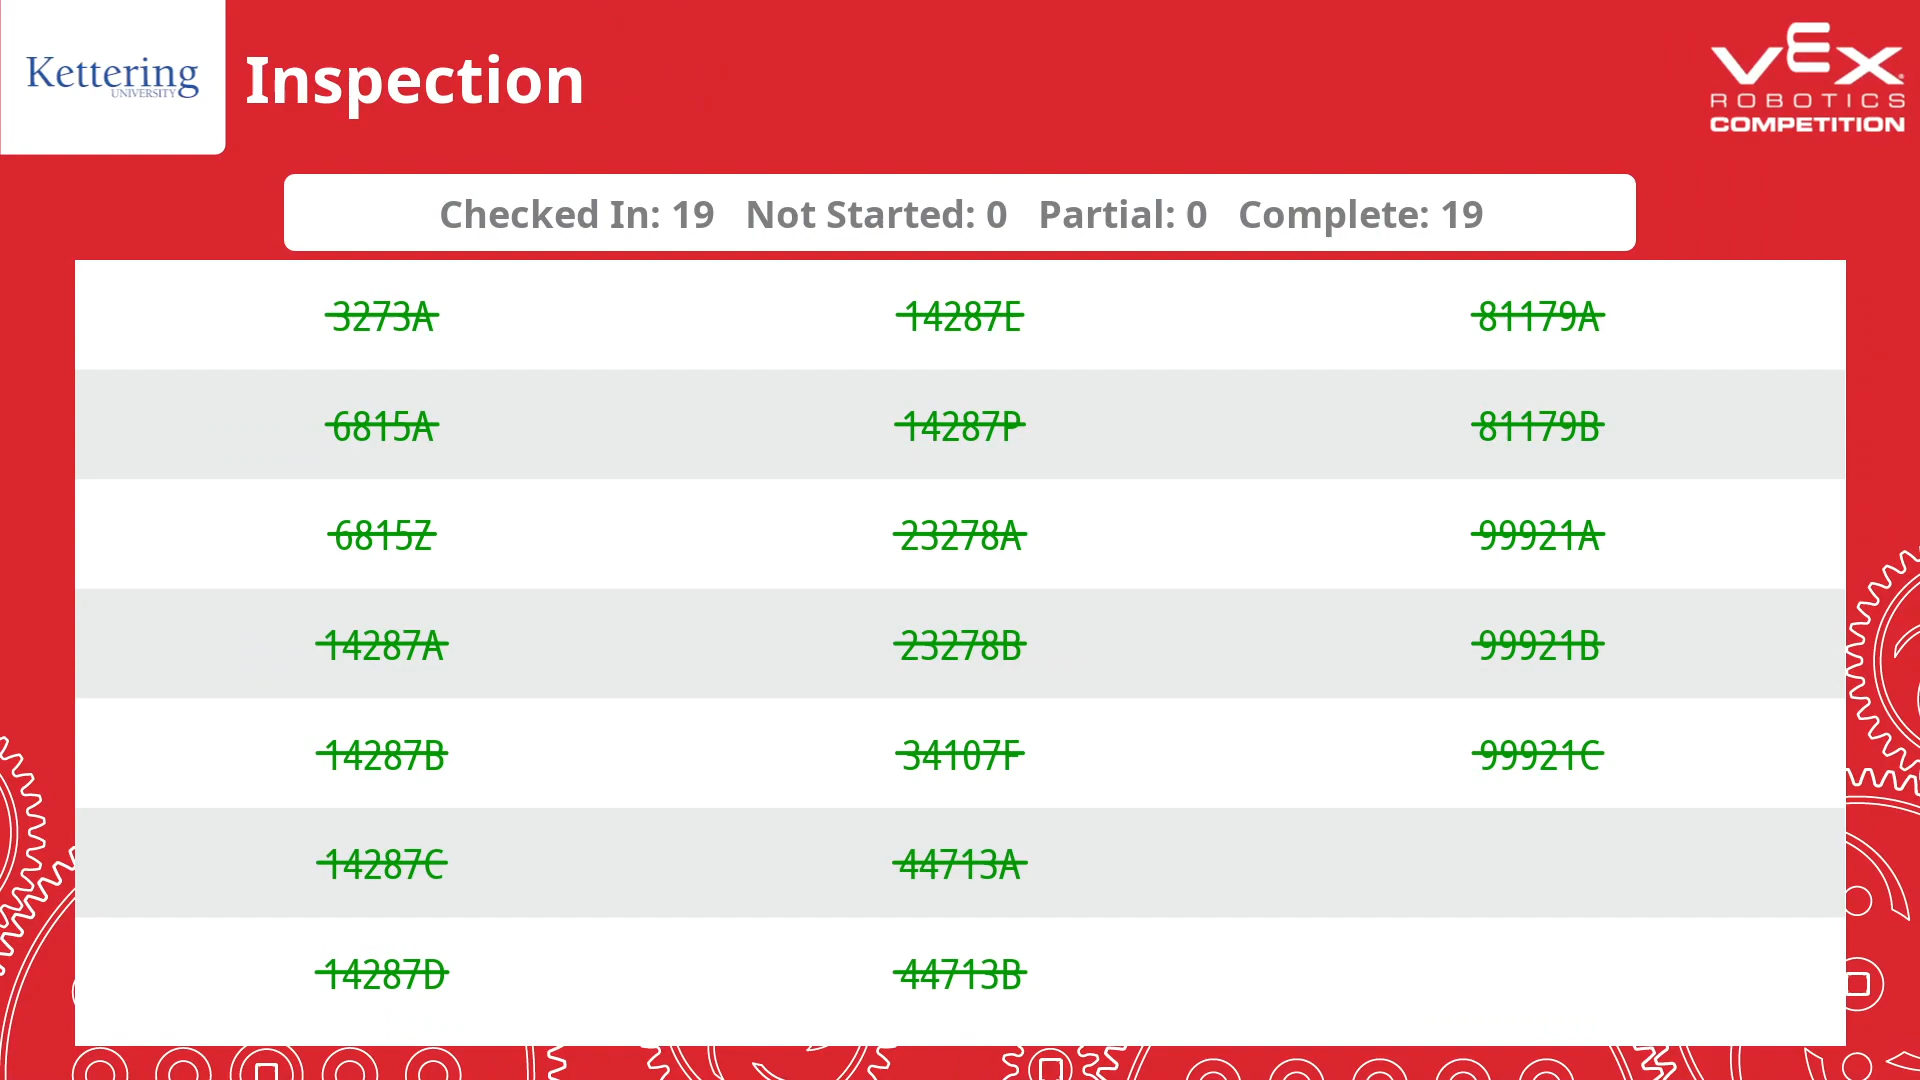 Kettering
UNIVERSITY
Inspection
VEX
ROBOTICS
COMPETITION
Checked In: 19 Not Started: 0 Partial: 0 Complete: 19
3273A 14287E 81179A
6815A 14287P 81179B
6815Z 23278A 99921A
14287A 23278B 99921B
14287B 34107F 99921C
14287C 44713A
14287D 44713B